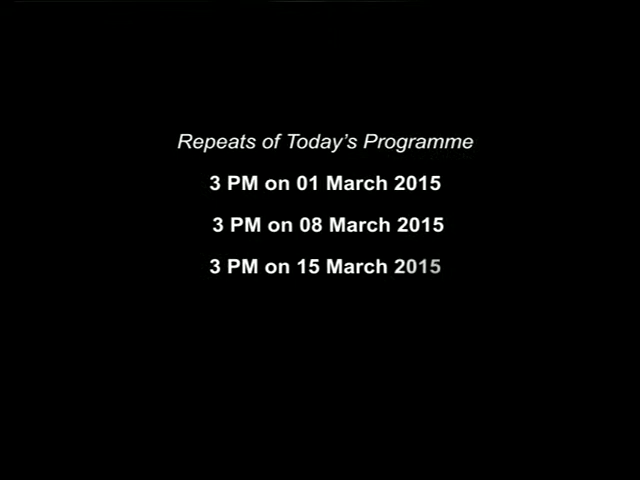 Repeats of Today’s Programme
3 PM on 01 March 2015
3 PM on 08 March 2015
3 PM on 15 March 2015